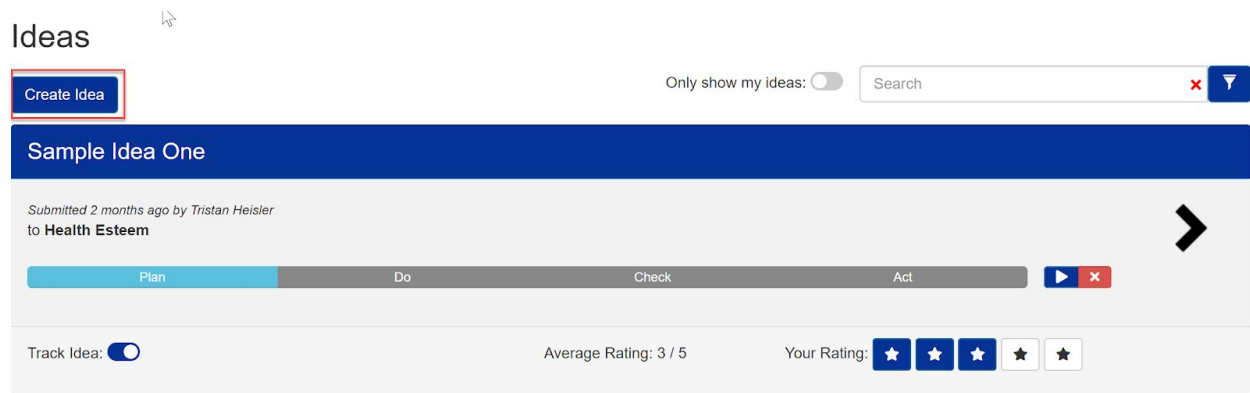 Ideas
Create Idea
Only show my ideas:
Search
Sample Idea One
Submitted 2 months ago by Tristan Heisler
to Health Esteem
Plan Do Check Act
Track Idea:
Average Rating: 3 / 5
Your Rating: